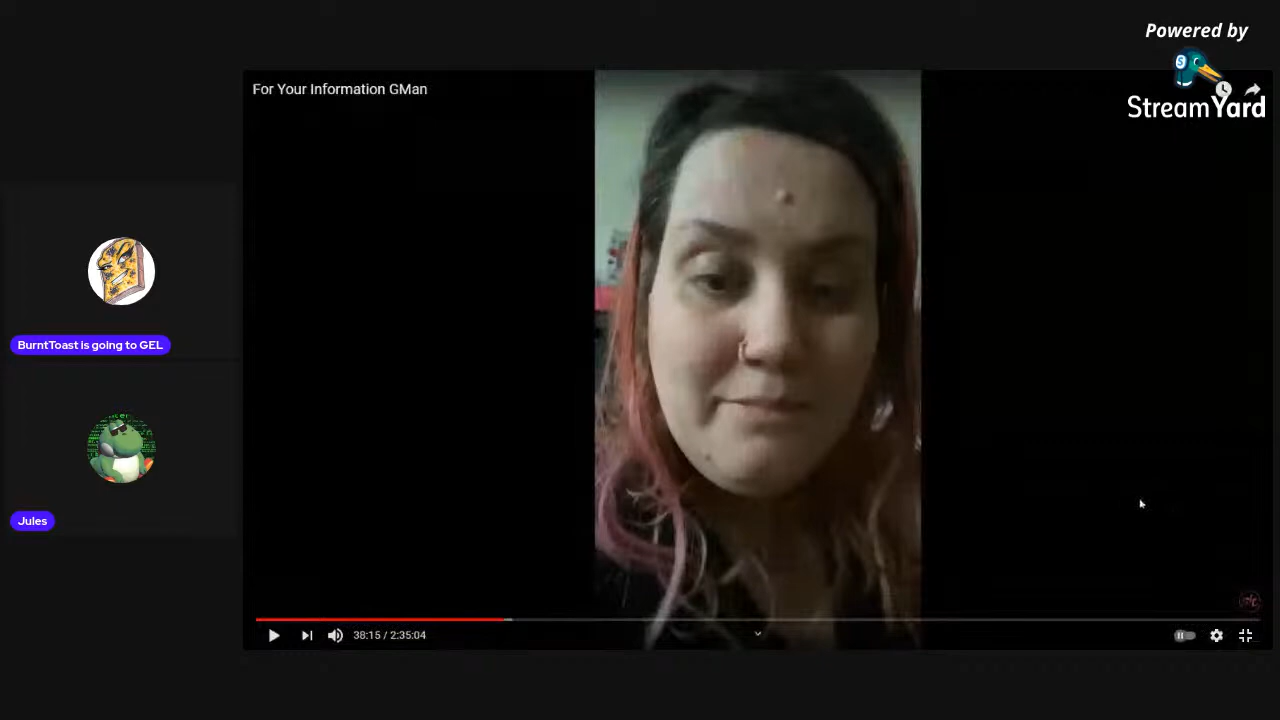 Powered by
StreamYard
For Your Information GMan
BurntToast is going to GEL
Jules
38:15 / 2:35:04